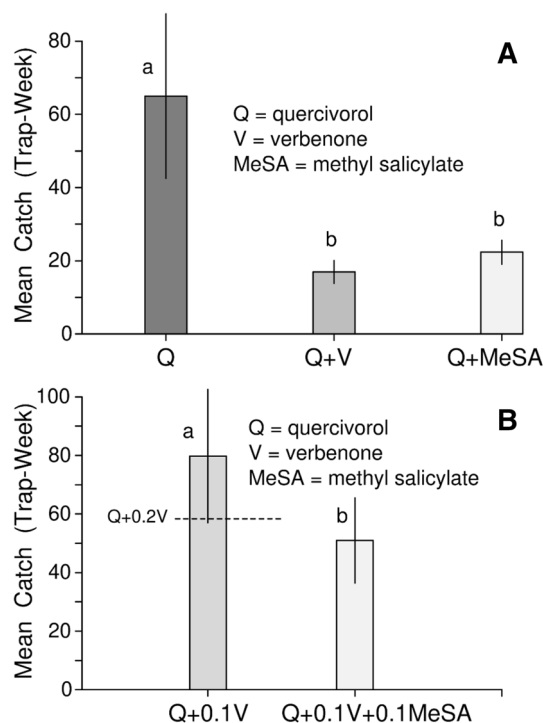 A
Mean Catch (Trap-Week)
80
60
40
20
0
a
b
b
Q = quercivorol
V = verbenone
MeSA = methyl salicylate
Q Q+V Q+MeSA
B
Mean Catch (Trap-Week)
100
80
60
40
20
0
a
b
Q = quercivorol
V = verbenone
MeSA = methyl salicylate
Q+0.2V
Q+0.1V Q+0.1V+0.1MeSA